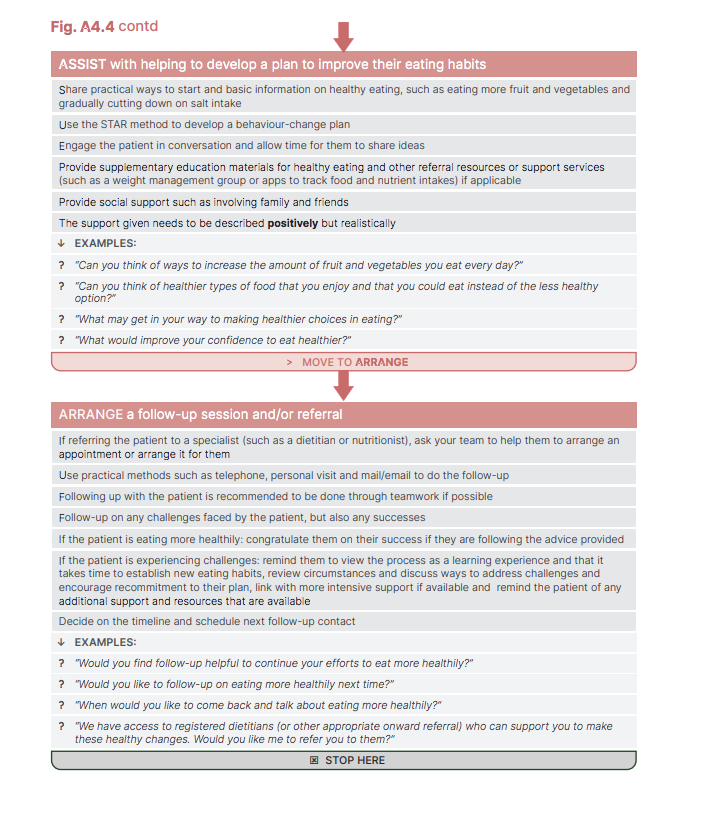 Fig. A4.4 contd
ASSIST with helping to develop a plan to improve their eating habits
Share practical ways to start and basic information on healthy eating, such as eating more fruit and vegetables and
gradually cutting down on salt intake
Use the STAR method to develop a behaviour-change plan
Engage the patient in conversation and allow time for them to share ideas
Provide supplementary education materials for healthy eating and other referral resources or support services
(such as a weight management group or apps to track food and nutrient intakes) if applicable
Provide social support such as involving family and friends
The support given needs to be described positively but realistically
↓ EXAMPLES:
? "Can you think of ways to increase the amount of fruit and vegetables you eat every day?"
? "Can you think of healthier types of food that you enjoy and that you could eat instead of the less healthy
option?"
? "What may get in your way to making healthier choices in eating?"
? "What would improve your confidence to eat healthier?"
> MOVE TO ARRANGE
ARRANGE a follow-up session and/or referral
If referring the patient to a specialist (such as a dietitian or nutritionist), ask your team to help them to arrange an
appointment or arrange it for them
Use practical methods such as telephone, personal visit and mail/email to do the follow-up
Following up with the patient is recommended to be done through teamwork if possible
Follow-up on any challenges faced by the patient, but also any successes
If the patient is eating more healthily: congratulate them on their success if they are following the advice provided
If the patient is experiencing challenges: remind them to view the process as a learning experience and that it
takes time to establish new eating habits, review circumstances and discuss ways to address challenges and
encourage recommitment to their plan, link with more intensive support if available and remind the patient of any
additional support and resources that are available
Decide on the timeline and schedule next follow-up contact
↓ EXAMPLES:
? "Would you find follow-up helpful to continue your efforts to eat more healthily?"
? "Would you like to follow-up on eating more healthily next time?"
? "When would you like to come back and talk about eating more healthily?"
? "We have access to registered dietitians (or other appropriate onward referral) who can support you to make
these healthy changes. Would you like me to refer you to them?"
☒ STOP HERE